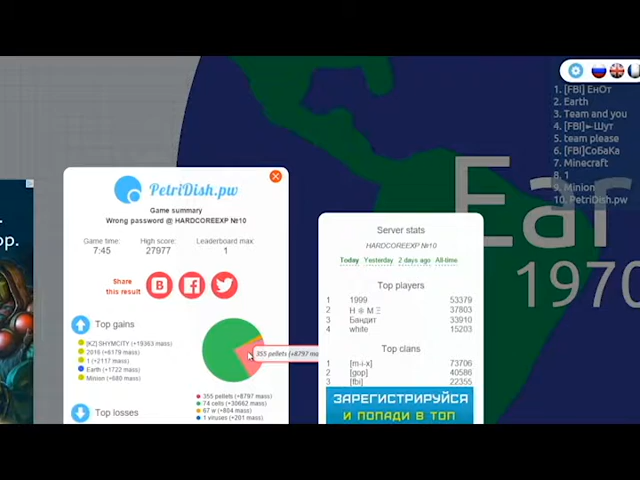 1. [FBI] ЕнОт
2. Earth
3. Team and you
4. [FBI]►Шут
5. team please
6. [FBI]СоБаКа
7. Minecraft
8. 1
9. Minion
10. PetriDish.pw
Ear
1970
op.
PetriDish.pw
Game summary
Wrong password @ HARDCOREEXP №10
Game time: High score: Leaderboard max:
7:45 27977 1
Share
this result
Top gains
[KZ] SHYMCITY (+19363 mass)
2016 (+6179 mass)
1 (+2117 mass)
Earth (+1722 mass)
Minion (+680 mass)
Top losses
355 pellets (+8797 ma
355 pellets (+8797 mass)
74 cells (+30662 mass)
67 w (+804 mass)
1 viruses (+201 mass)
Server stats
HARDCOREEXP №10
Today Yesterday 2 days ago All-time
Top players
1 1999 53379
2 37803
3 Бандит 33910
4 white 15203
Top clans
1 [m-i-x] 73706
2 [gop] 40586
3 [fbi] 22355
ЗАРЕГИСТРИРУЙСЯ
И ПОПАДИ В ТОП